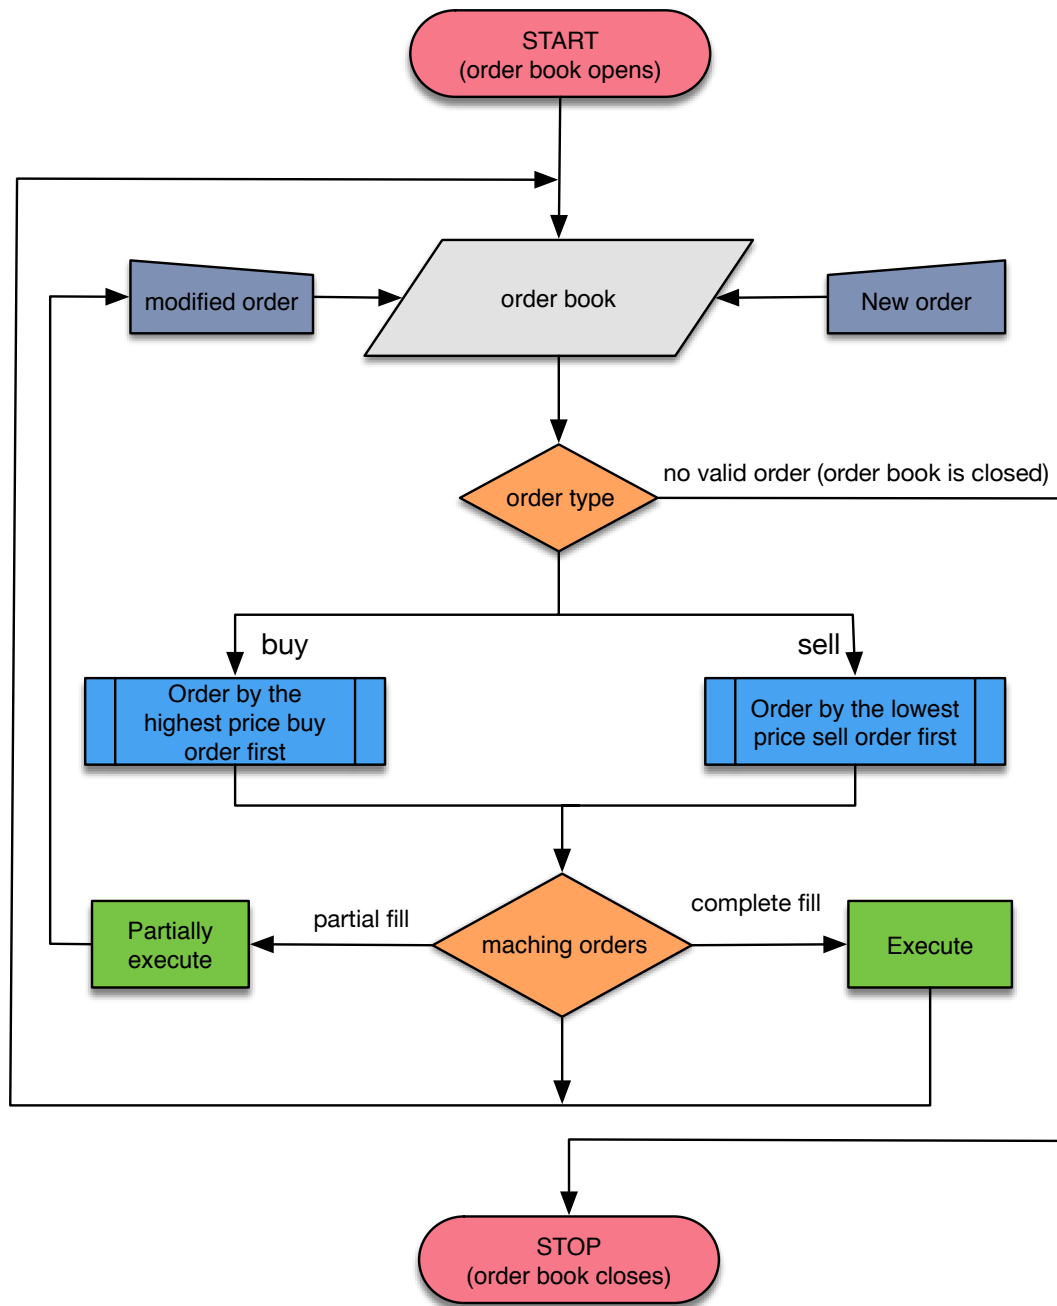 START
(order book opens)
modified order
order book
New order
no valid order (order book is closed)
order type
buy
sell
Order by the
highest price buy
order first
Order by the lowest
price sell order first
partial fill
complete fill
Partially
execute
maching orders
Execute
STOP
(order book closes)